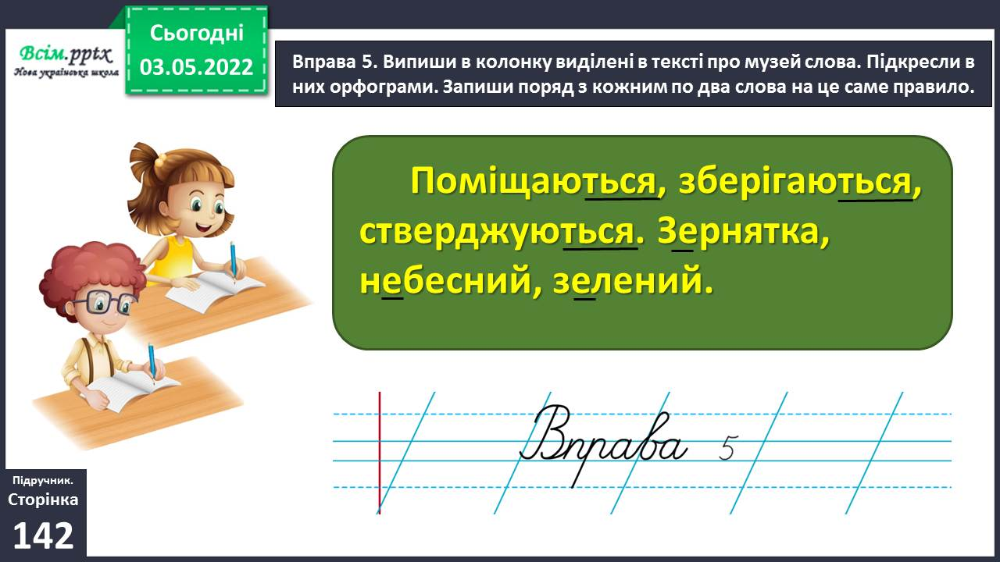 Всім.pptx
Нова українська школа
Сьогодні
03.05.2022
Вправа 5. Випиши в колонку виділені в тексті про музей слова. Підкресли в
них орфограми. Запиши поряд з кожним по два слова на це саме правило.
Поміщаються, зберігаються,
стверджуються. Зернятка,
небесний, зелений.
Вправа 5
Підручник.
Сторінка
142